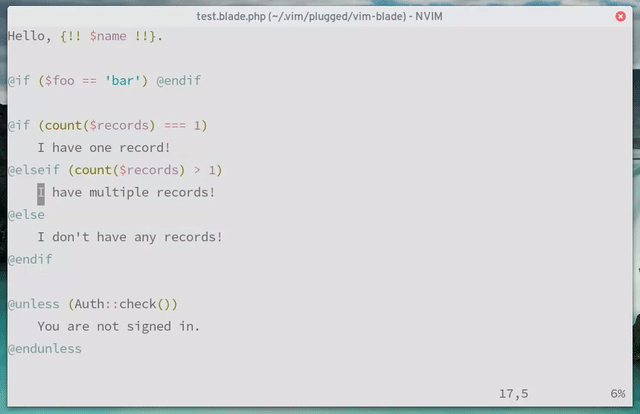 test.blade.php (~/.vim/plugged/vim-blade) - NVIM
Hello, {!! $name !!}.
@if ($foo == 'bar') @endif
@if (count($records) === 1)
    I have one record!
@elseif (count($records) > 1)
    I have multiple records!
@else
    I don't have any records!
@endif
@unless (Auth::check())
    You are not signed in.
@endunless
17,5 6%